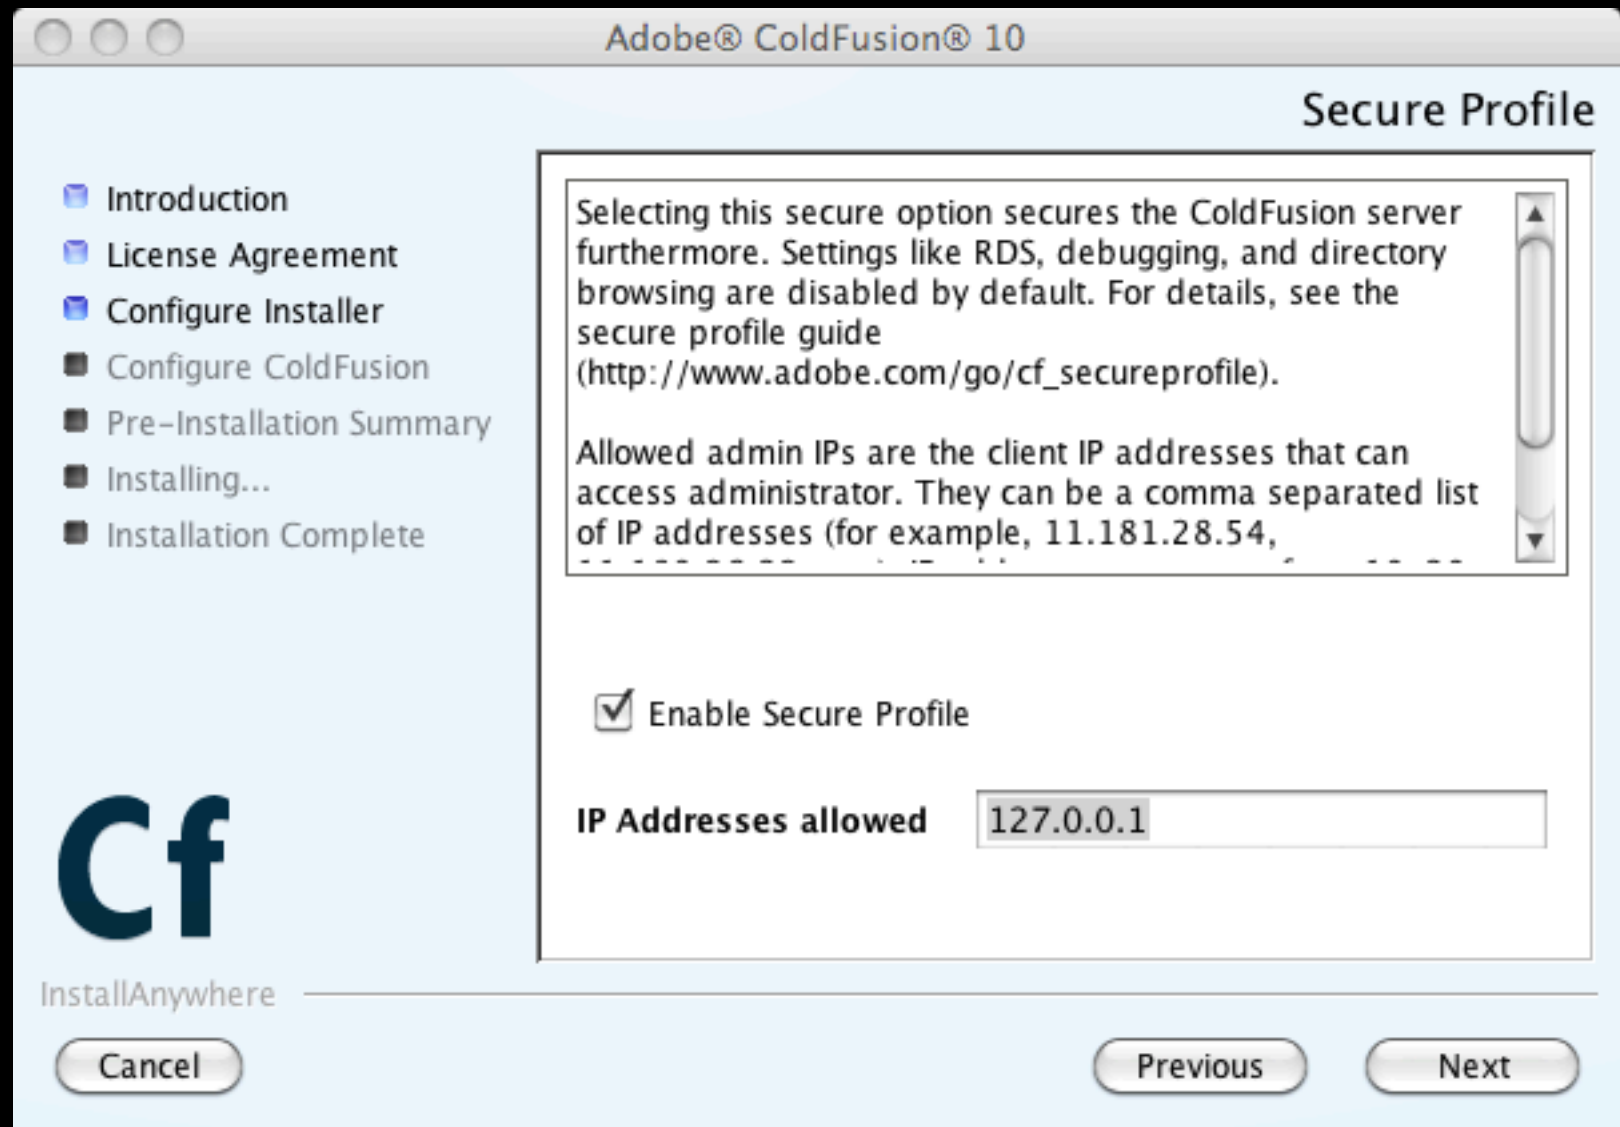 Adobe® ColdFusion® 10
Secure Profile
Introduction
License Agreement
Configure Installer
Configure ColdFusion
Pre-Installation Summary
Installing...
Installation Complete
Selecting this secure option secures the ColdFusion server
furthermore. Settings like RDS, debugging, and directory
browsing are disabled by default. For details, see the
secure profile guide
(http://www.adobe.com/go/cf_secureprofile).
Allowed admin IPs are the client IP addresses that can
access administrator. They can be a comma separated list
of IP addresses (for example, 11.181.28.54,
Enable Secure Profile
IP Addresses allowed
127.0.0.1
Cf
InstallAnywhere
Cancel
Previous
Next